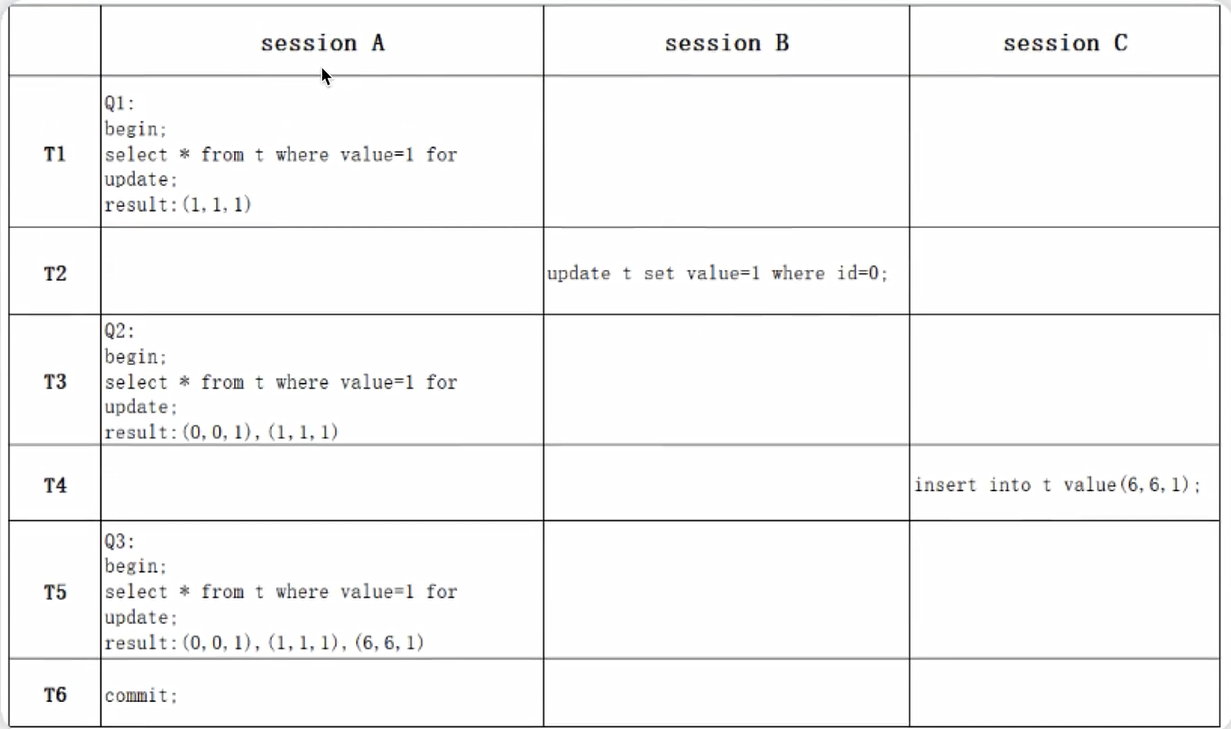 session A
session B
session C
T1
Q1:
begin;
select * from t where value=1 for
update;
result:(1,1,1)
T2
update t set value=1 where id=0;
T3
Q2:
begin;
select * from t where value=1 for
update;
result:(0,0,1),(1,1,1)
T4
insert into t value(6,6,1);
T5
Q3:
begin;
select * from t where value=1 for
update;
result:(0,0,1),(1,1,1),(6,6,1)
T6
commit;